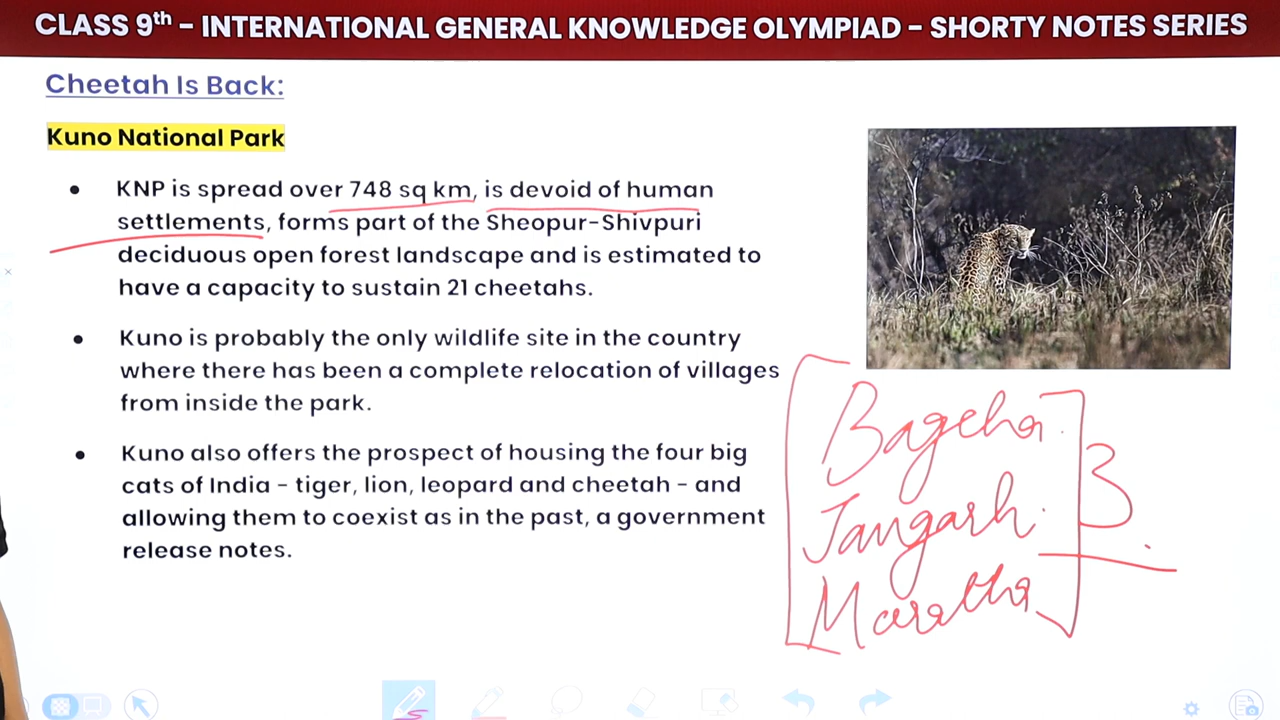 CLASS 9th – INTERNATIONAL GENERAL KNOWLEDGE OLYMPIAD – SHORTY NOTES SERIES
Cheetah Is Back:
Kuno National Park
• KNP is spread over 748 sq km, is devoid of human
settlements, forms part of the Sheopur-Shivpuri
deciduous open forest landscape and is estimated to
have a capacity to sustain 21 cheetahs.
• Kuno is probably the only wildlife site in the country
where there has been a complete relocation of villages
from inside the park.
• Kuno also offers the prospect of housing the four big
cats of India – tiger, lion, leopard and cheetah – and
allowing them to coexist as in the past, a government
release notes.
Bagcha
Jangarh
3
Maratha